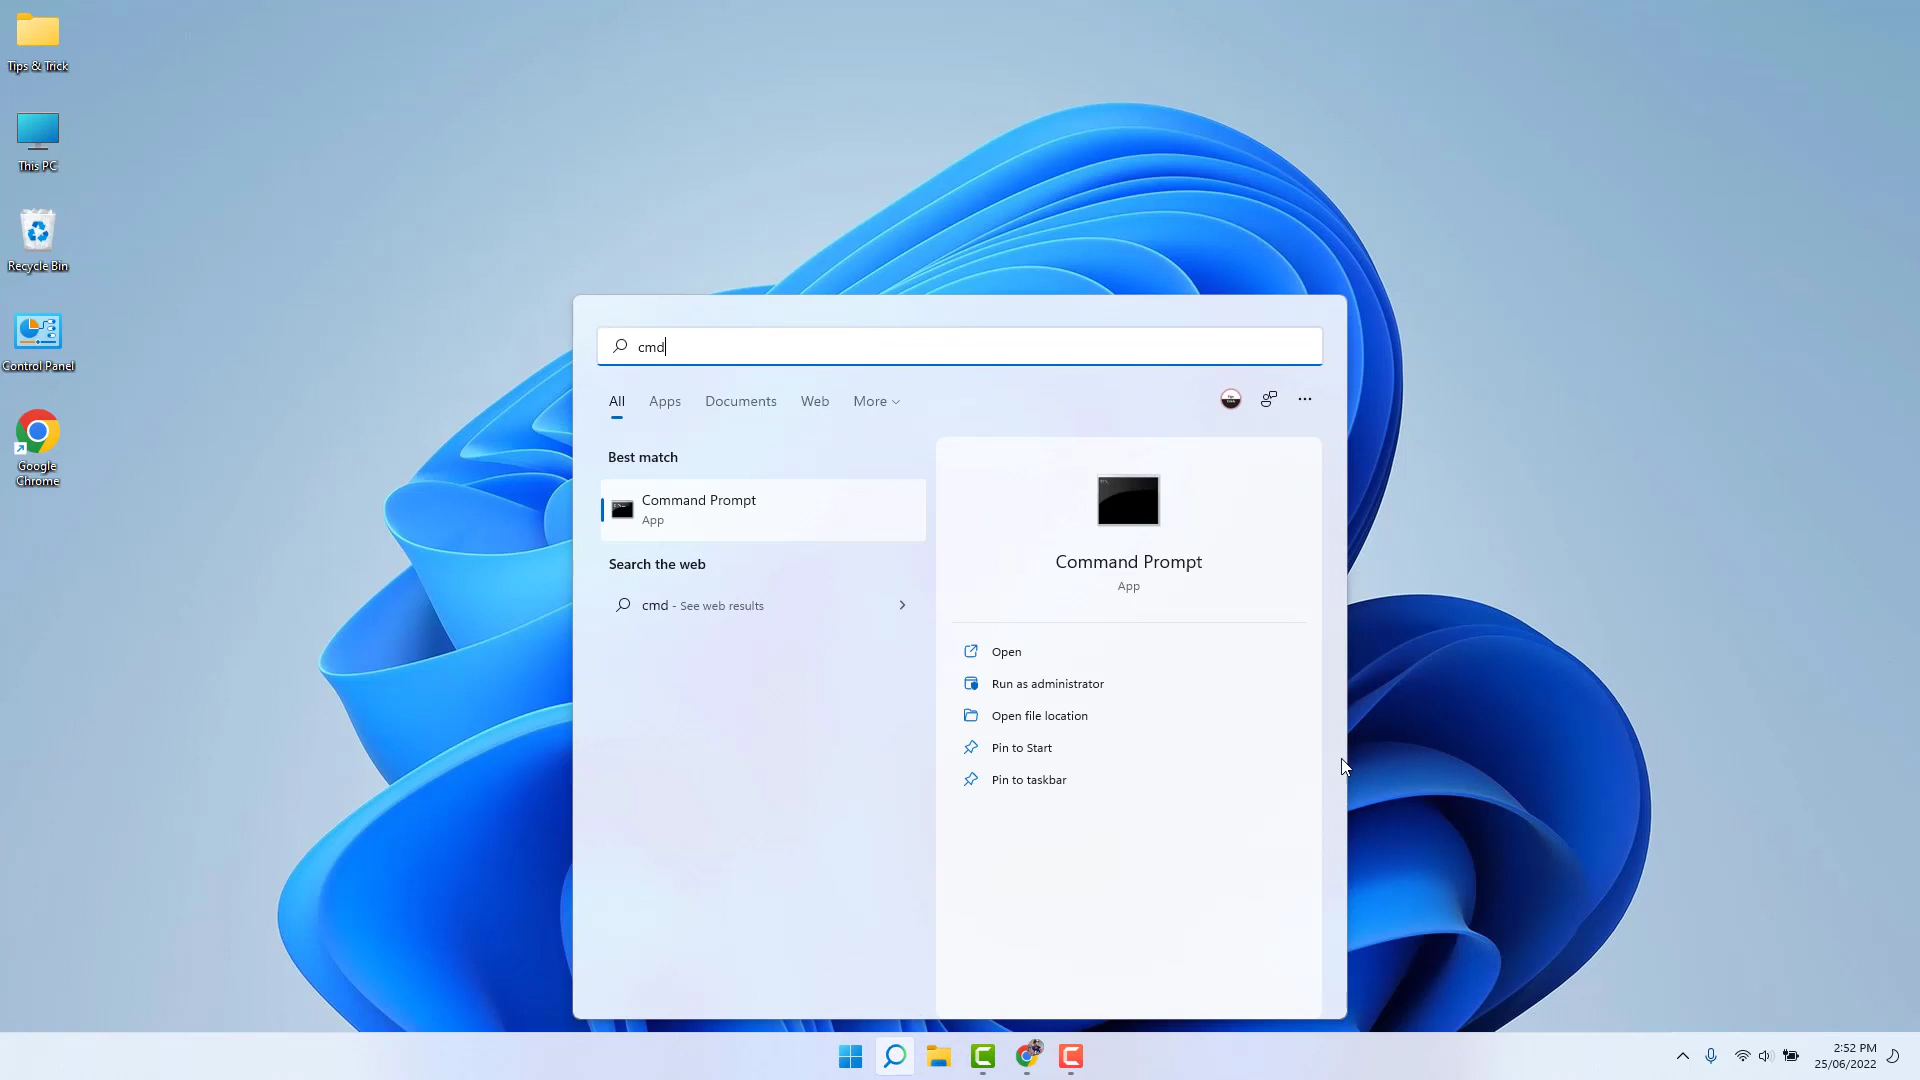 Tips & Trick
This PC
Recycle Bin
Control Panel
Google
Chrome
cmd
All Apps Documents Web More
Best match
Command Prompt
App
Search the web
cmd - See web results
Command Prompt
App
Open
Run as administrator
Open file location
Pin to Start
Pin to taskbar
2:52 PM
25/06/2022